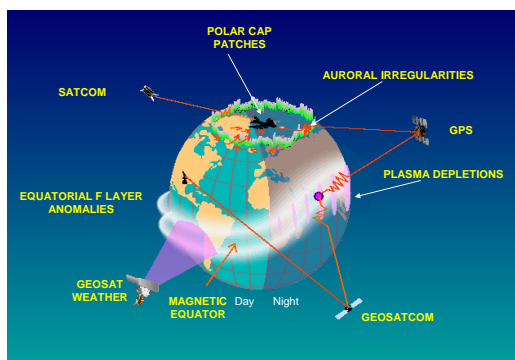 POLAR CAP
PATCHES
AURORAL IRREGULARITIES
SATCOM
GPS
PLASMA DEPLETIONS
EQUATORIAL F LAYER
ANOMALIES
GEOSAT
WEATHER
MAGNETIC
EQUATOR
Day
Night
GEOSATCOM